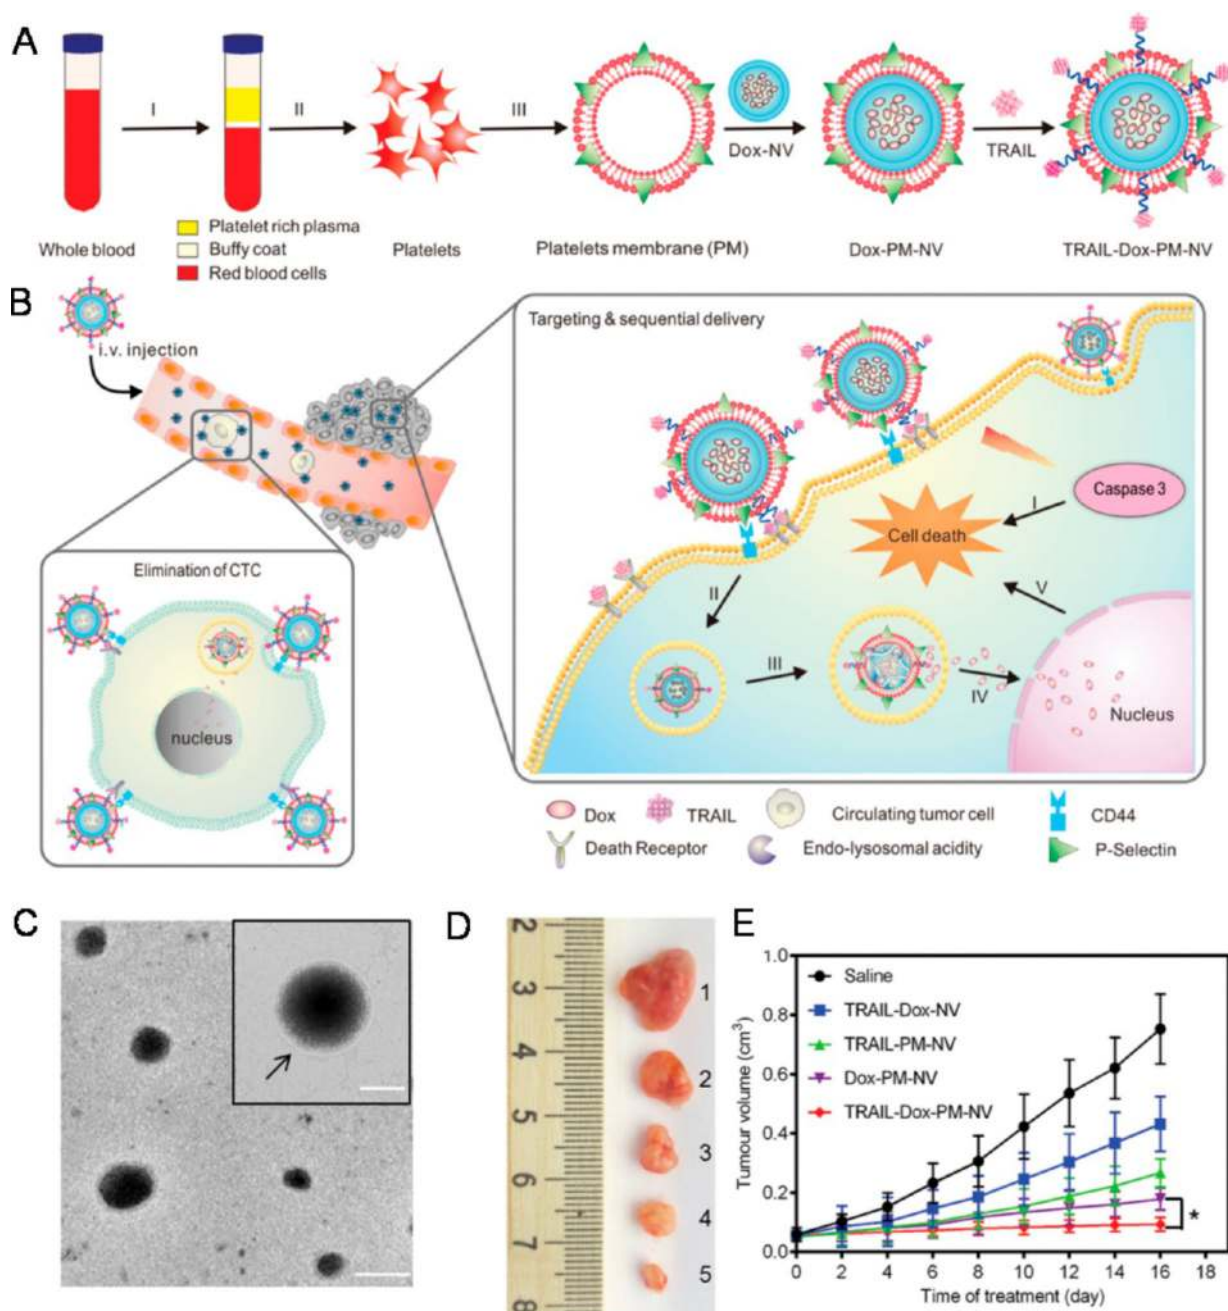 A
I
II
III
Dox-NV
TRAIL
Whole blood
Platelet rich plasma
Buffy coat
Red blood cells
Platelets
Platelets membrane (PM)
Dox-PM-NV
TRAIL-Dox-PM-NV
B
i.v. injection
Elimination of CTC
nucleus
Targeting & sequential delivery
Caspase 3
I
Cell death
II
V
III
IV
Nucleus
Dox
TRAIL
Circulating tumor cell
CD44
Death Receptor
Endo-lysosomal acidity
P-Selectin
C
D
2
3
4
5
6
7
8
1
2
3
4
5
E
Tumour volume (cm³)
1.0
0.8
0.6
0.4
0.2
0.0
Saline
TRAIL-Dox-NV
TRAIL-PM-NV
Dox-PM-NV
TRAIL-Dox-PM-NV
*
0 2 4 6 8 10 12 14 16 18
Time of treatment (day)